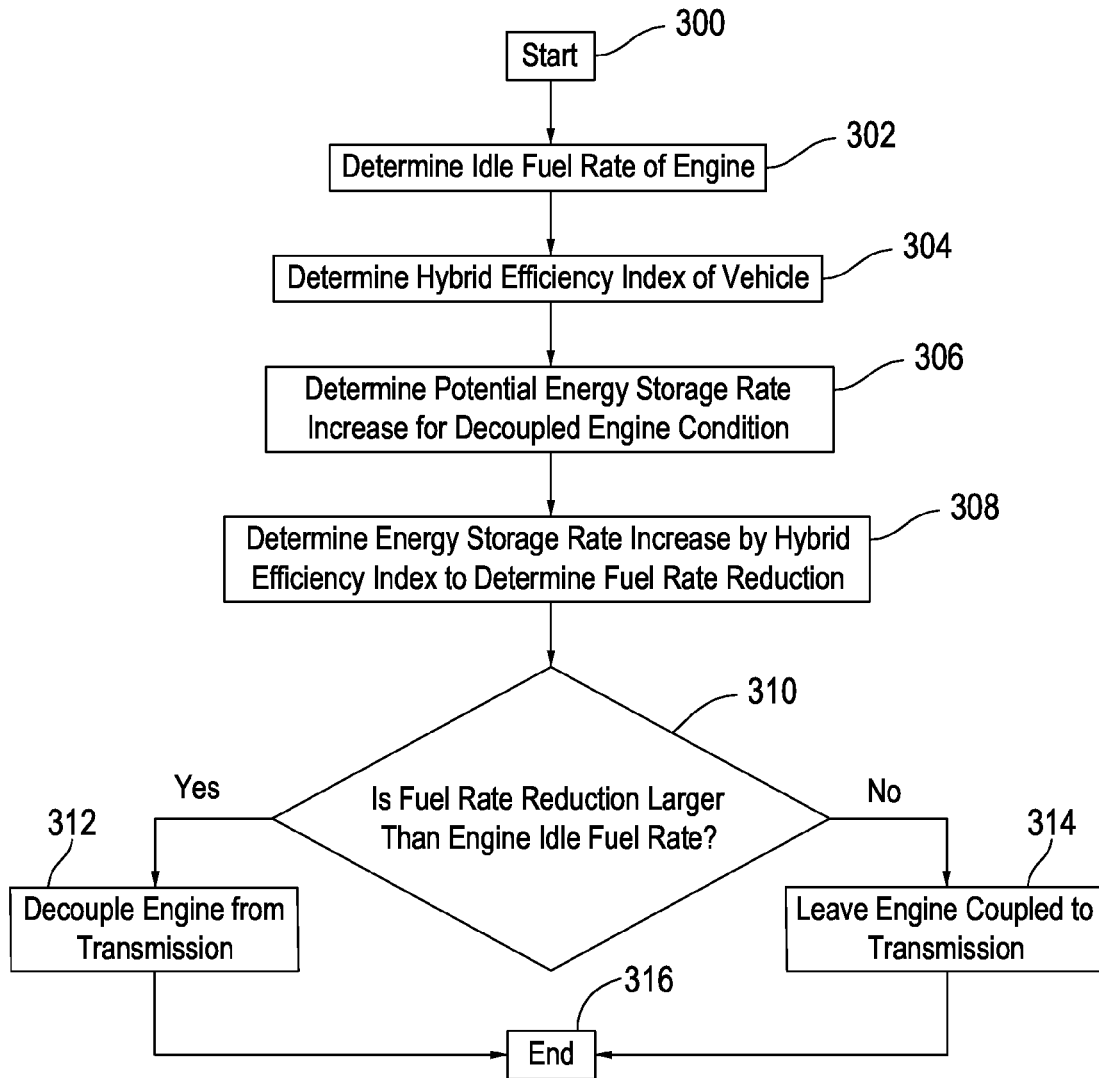 300
Start
302
Determine Idle Fuel Rate of Engine
304
Determine Hybrid Efficiency Index of Vehicle
306
Determine Potential Energy Storage Rate
Increase for Decoupled Engine Condition
308
Determine Energy Storage Rate Increase by Hybrid
Efficiency Index to Determine Fuel Rate Reduction
310
Is Fuel Rate Reduction Larger
Than Engine Idle Fuel Rate?
Yes
No
312
Decouple Engine from
Transmission
314
Leave Engine Coupled to
Transmission
316
End